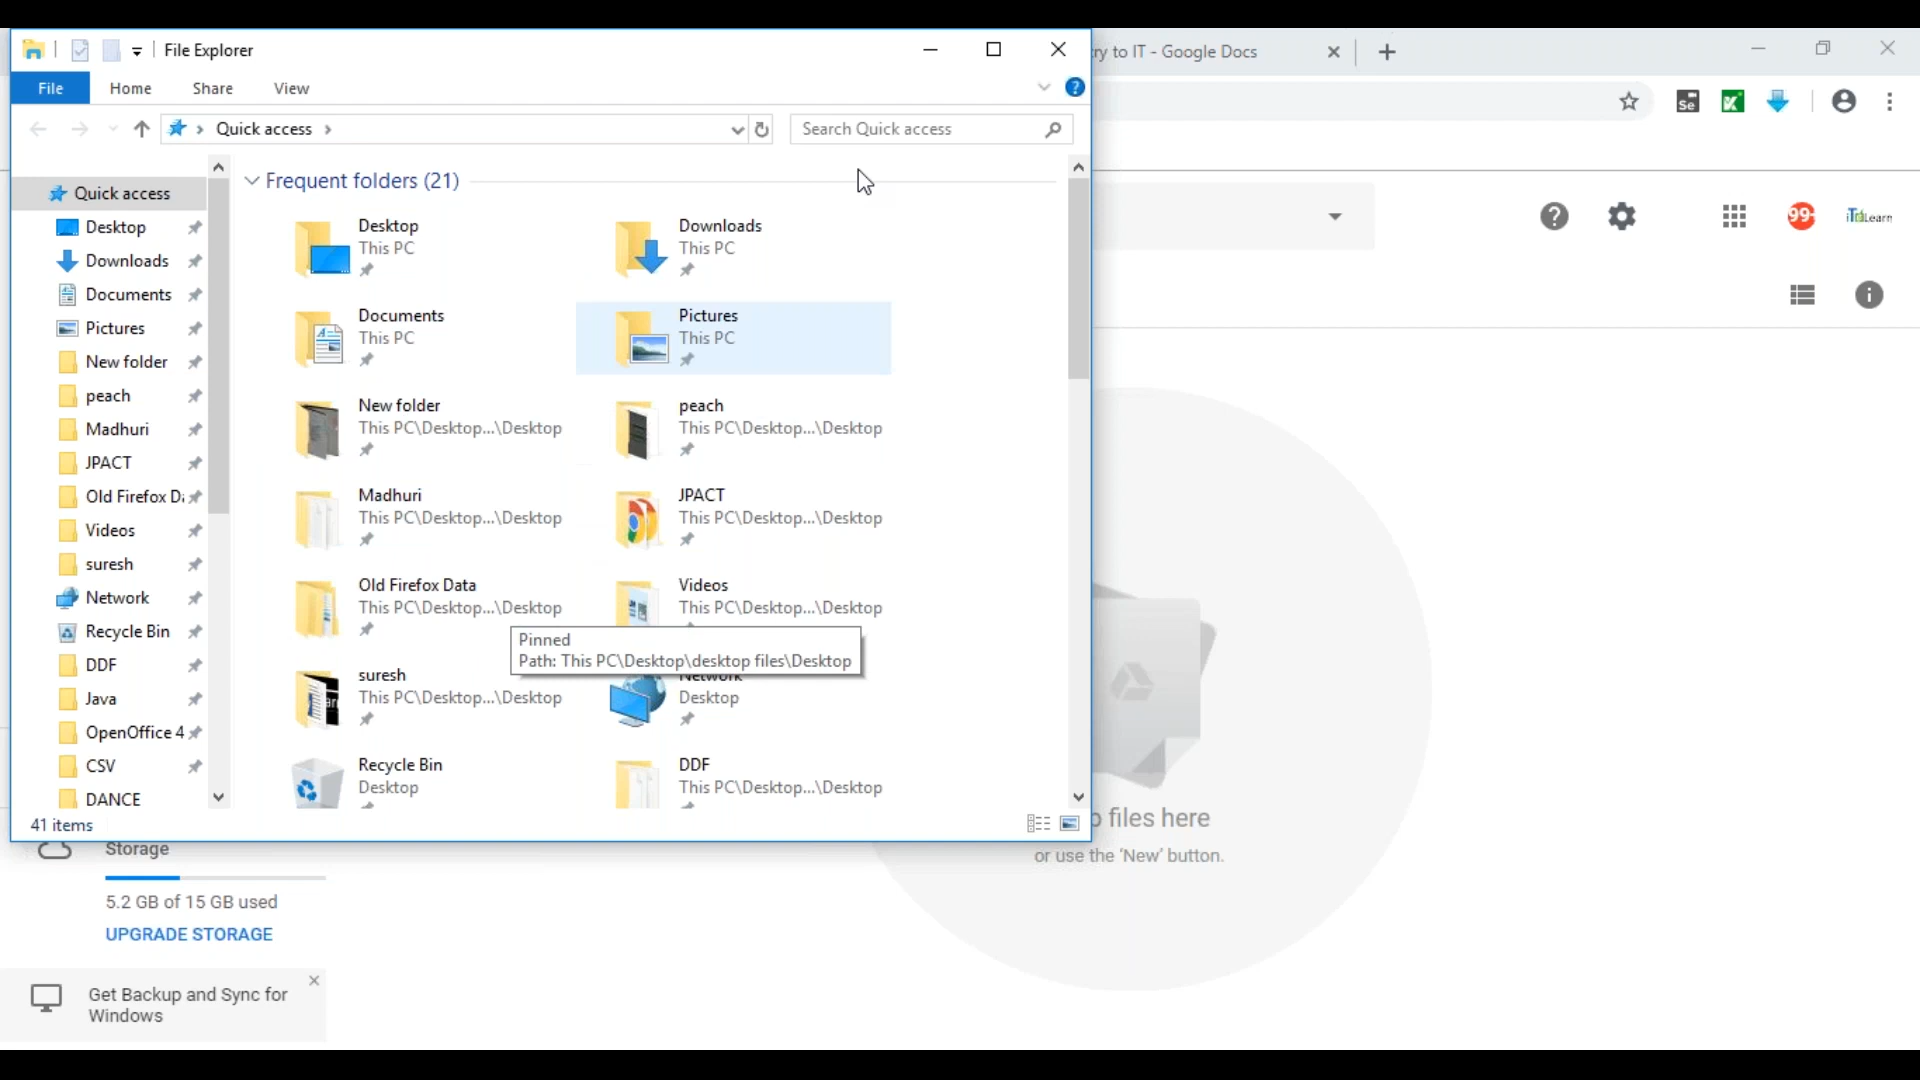 File Explorer
ry to IT - Google Docs
File
Home
Share
View
?
Se
Quick access
Search Quick access
Quick access
Desktop
Downloads
Documents
Pictures
New folder
peach
Madhuri
JPACT
Old Firefox Da
Videos
suresh
Network
Recycle Bin
DDF
Java
OpenOffice 4
CSV
DANCE
Frequent folders (21)
Desktop
This PC
Downloads
This PC
Documents
This PC
Pictures
This PC
New folder
This PC\Desktop...\Desktop
peach
This PC\Desktop...\Desktop
Madhuri
This PC\Desktop...\Desktop
JPACT
This PC\Desktop...\Desktop
Old Firefox Data
This PC\Desktop...\Desktop
Videos
This PC\Desktop...\Desktop
Pinned
Path: This PC\Desktop\desktop files\Desktop
suresh
This PC\Desktop...\Desktop
Network
Desktop
Recycle Bin
Desktop
DDF
This PC\Desktop...\Desktop
41 items
99+
iTdLearn
files here
or use the 'New' button.
Storage
5.2 GB of 15 GB used
UPGRADE STORAGE
Get Backup and Sync for
Windows